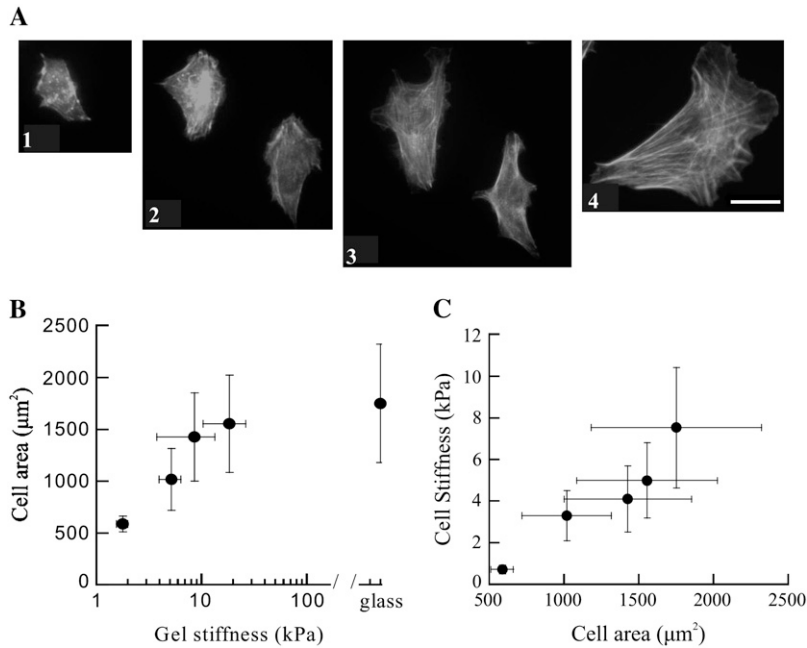 A
1
2
3
4
B
2500
2000
1500
1000
500
0
Cell area (μm²)
1 10 100 glass
Gel stiffness (kPa)
C
12
10
8
6
4
2
0
Cell Stiffness (kPa)
500 1000 1500 2000 2500
Cell area (μm²)